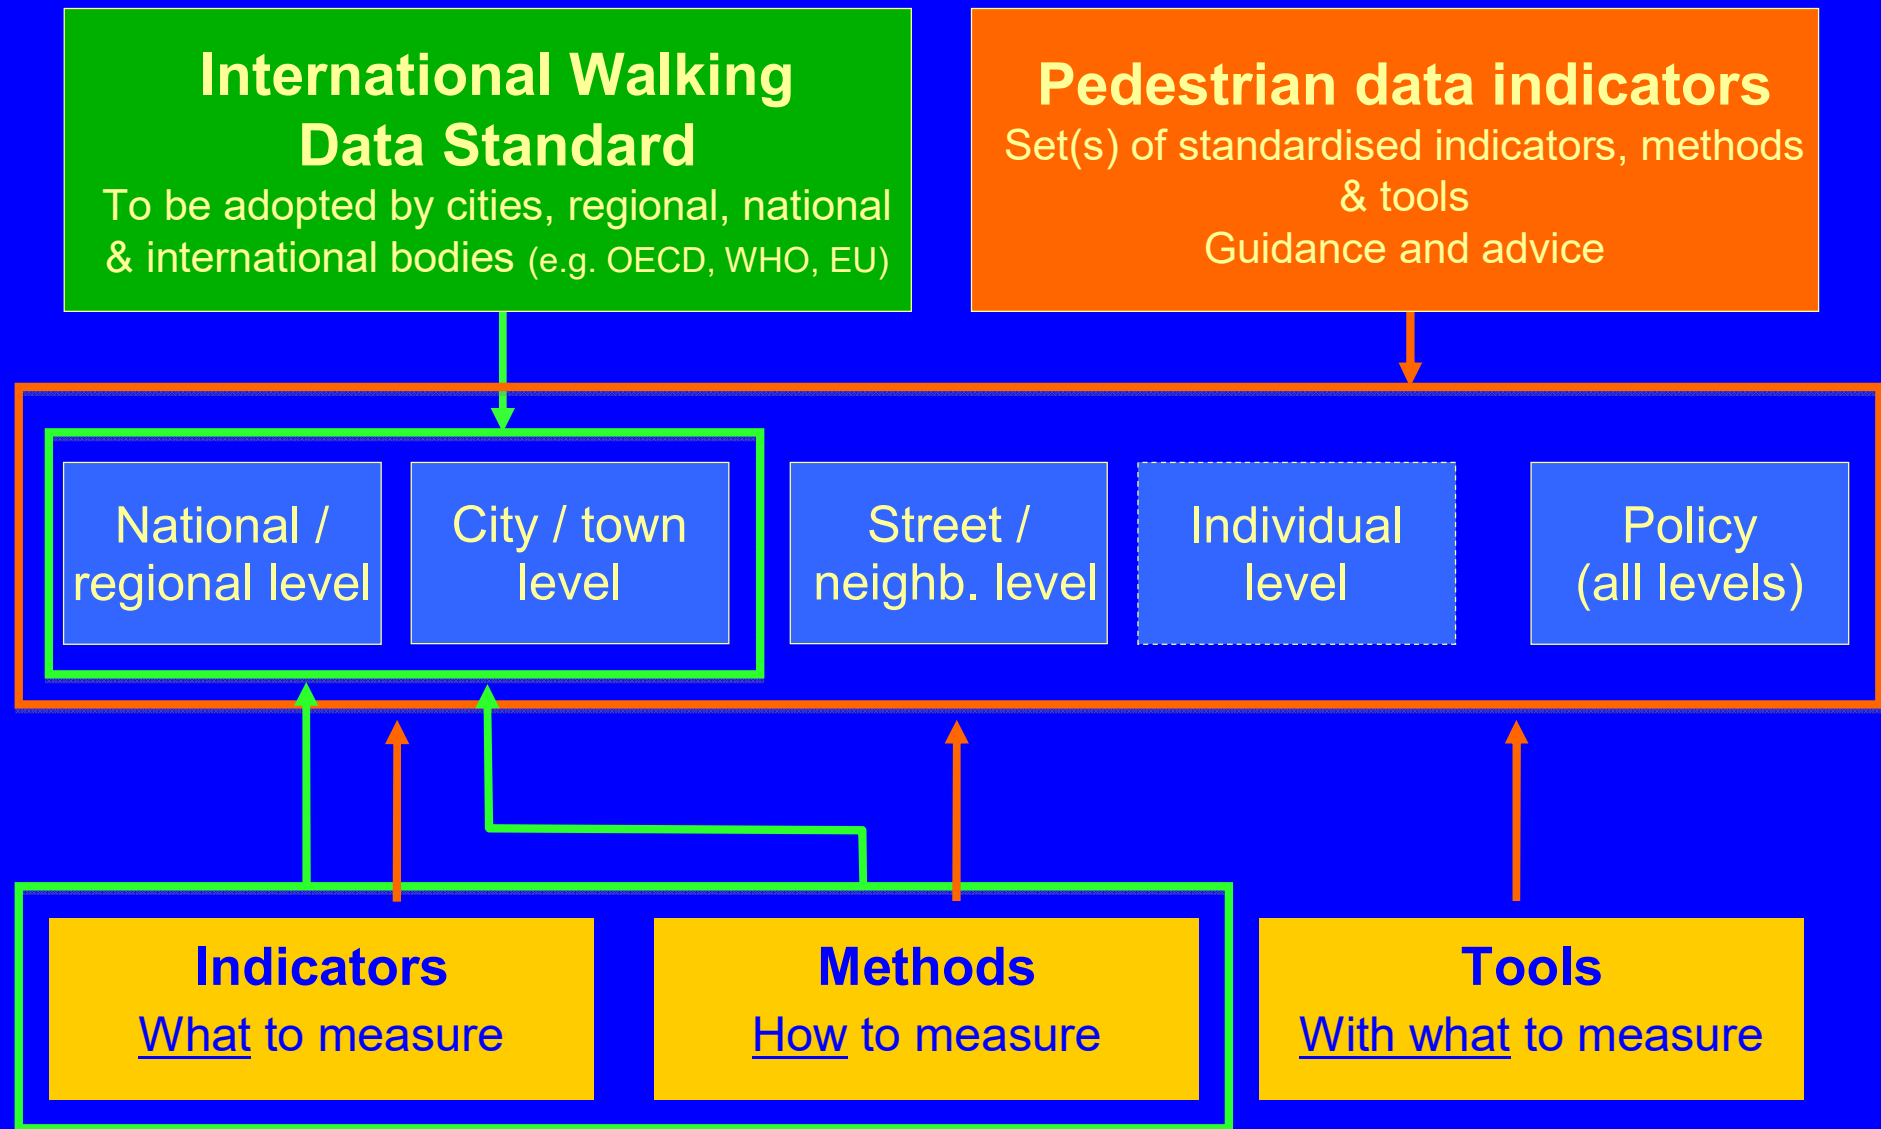 International Walking
Data Standard
To be adopted by cities, regional, national
& international bodies (e.g. OECD, WHO, EU)
Pedestrian data indicators
Set(s) of standardised indicators, methods
& tools
Guidance and advice
National /
regional level
City / town
level
Street /
neighb. level
Individual
level
Policy
(all levels)
Indicators
What to measure
Methods
How to measure
Tools
With what to measure